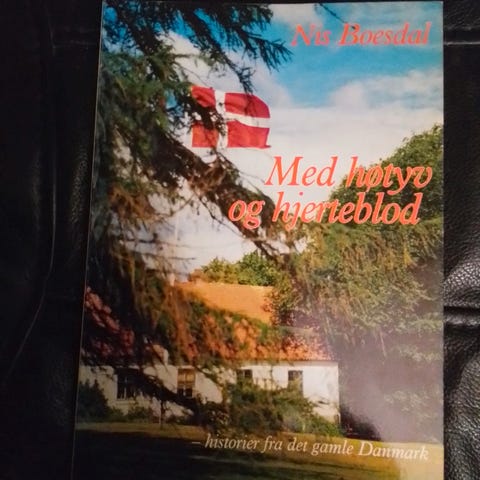 Nis Boesdal
Med høtyv
og hjerteblod
– historier fra det gamle Danmark